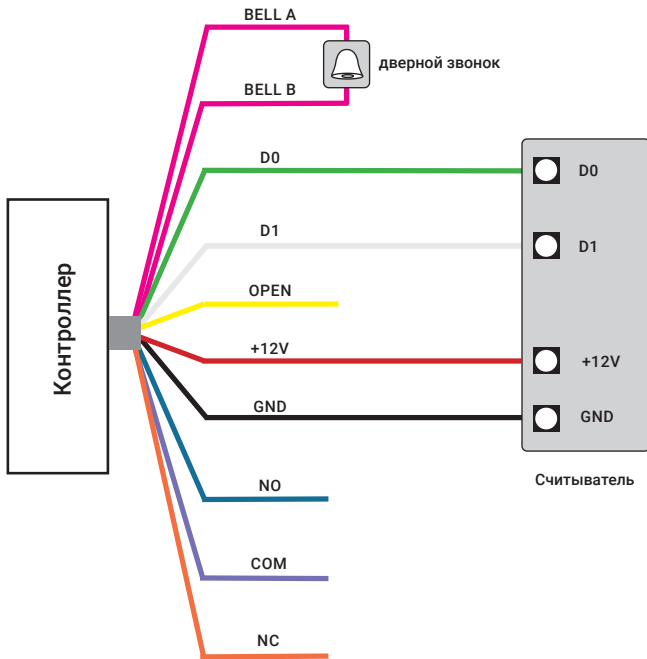 BELL A
дверной звонок
BELL B
D0
D0
D1
D1
OPEN
+12V
+12V
GND
GND
Контроллер
Считыватель
NO
COM
NC